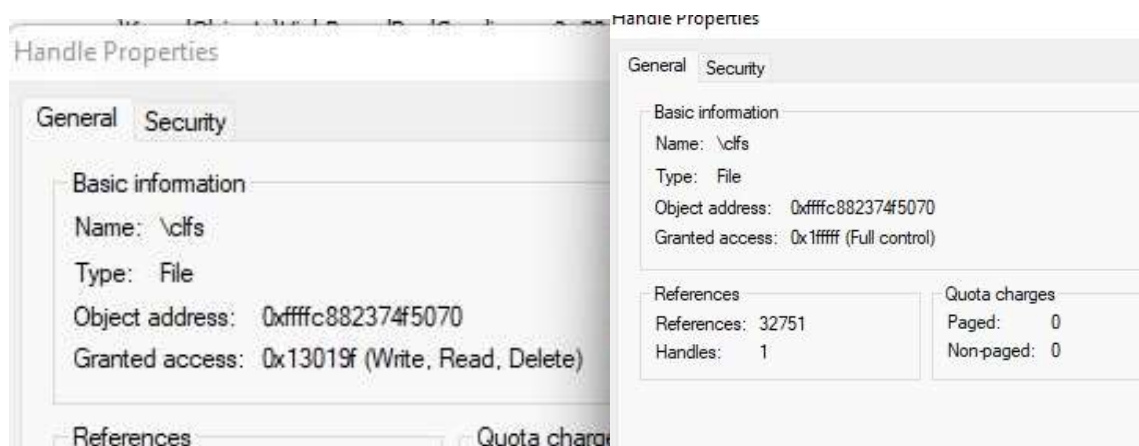 Handle Properties
General Security
Basic information
Name: \clfs
Type: File
Object address: 0xffffc882374f5070
Granted access: 0x13019f (Write, Read, Delete)
References
Quota charge
Handle Properties
General Security
Basic information
Name: \clfs
Type: File
Object address: 0xffffc882374f5070
Granted access: 0x1fffff (Full control)
References
References: 32751
Handles: 1
Quota charges
Paged: 0
Non-paged: 0